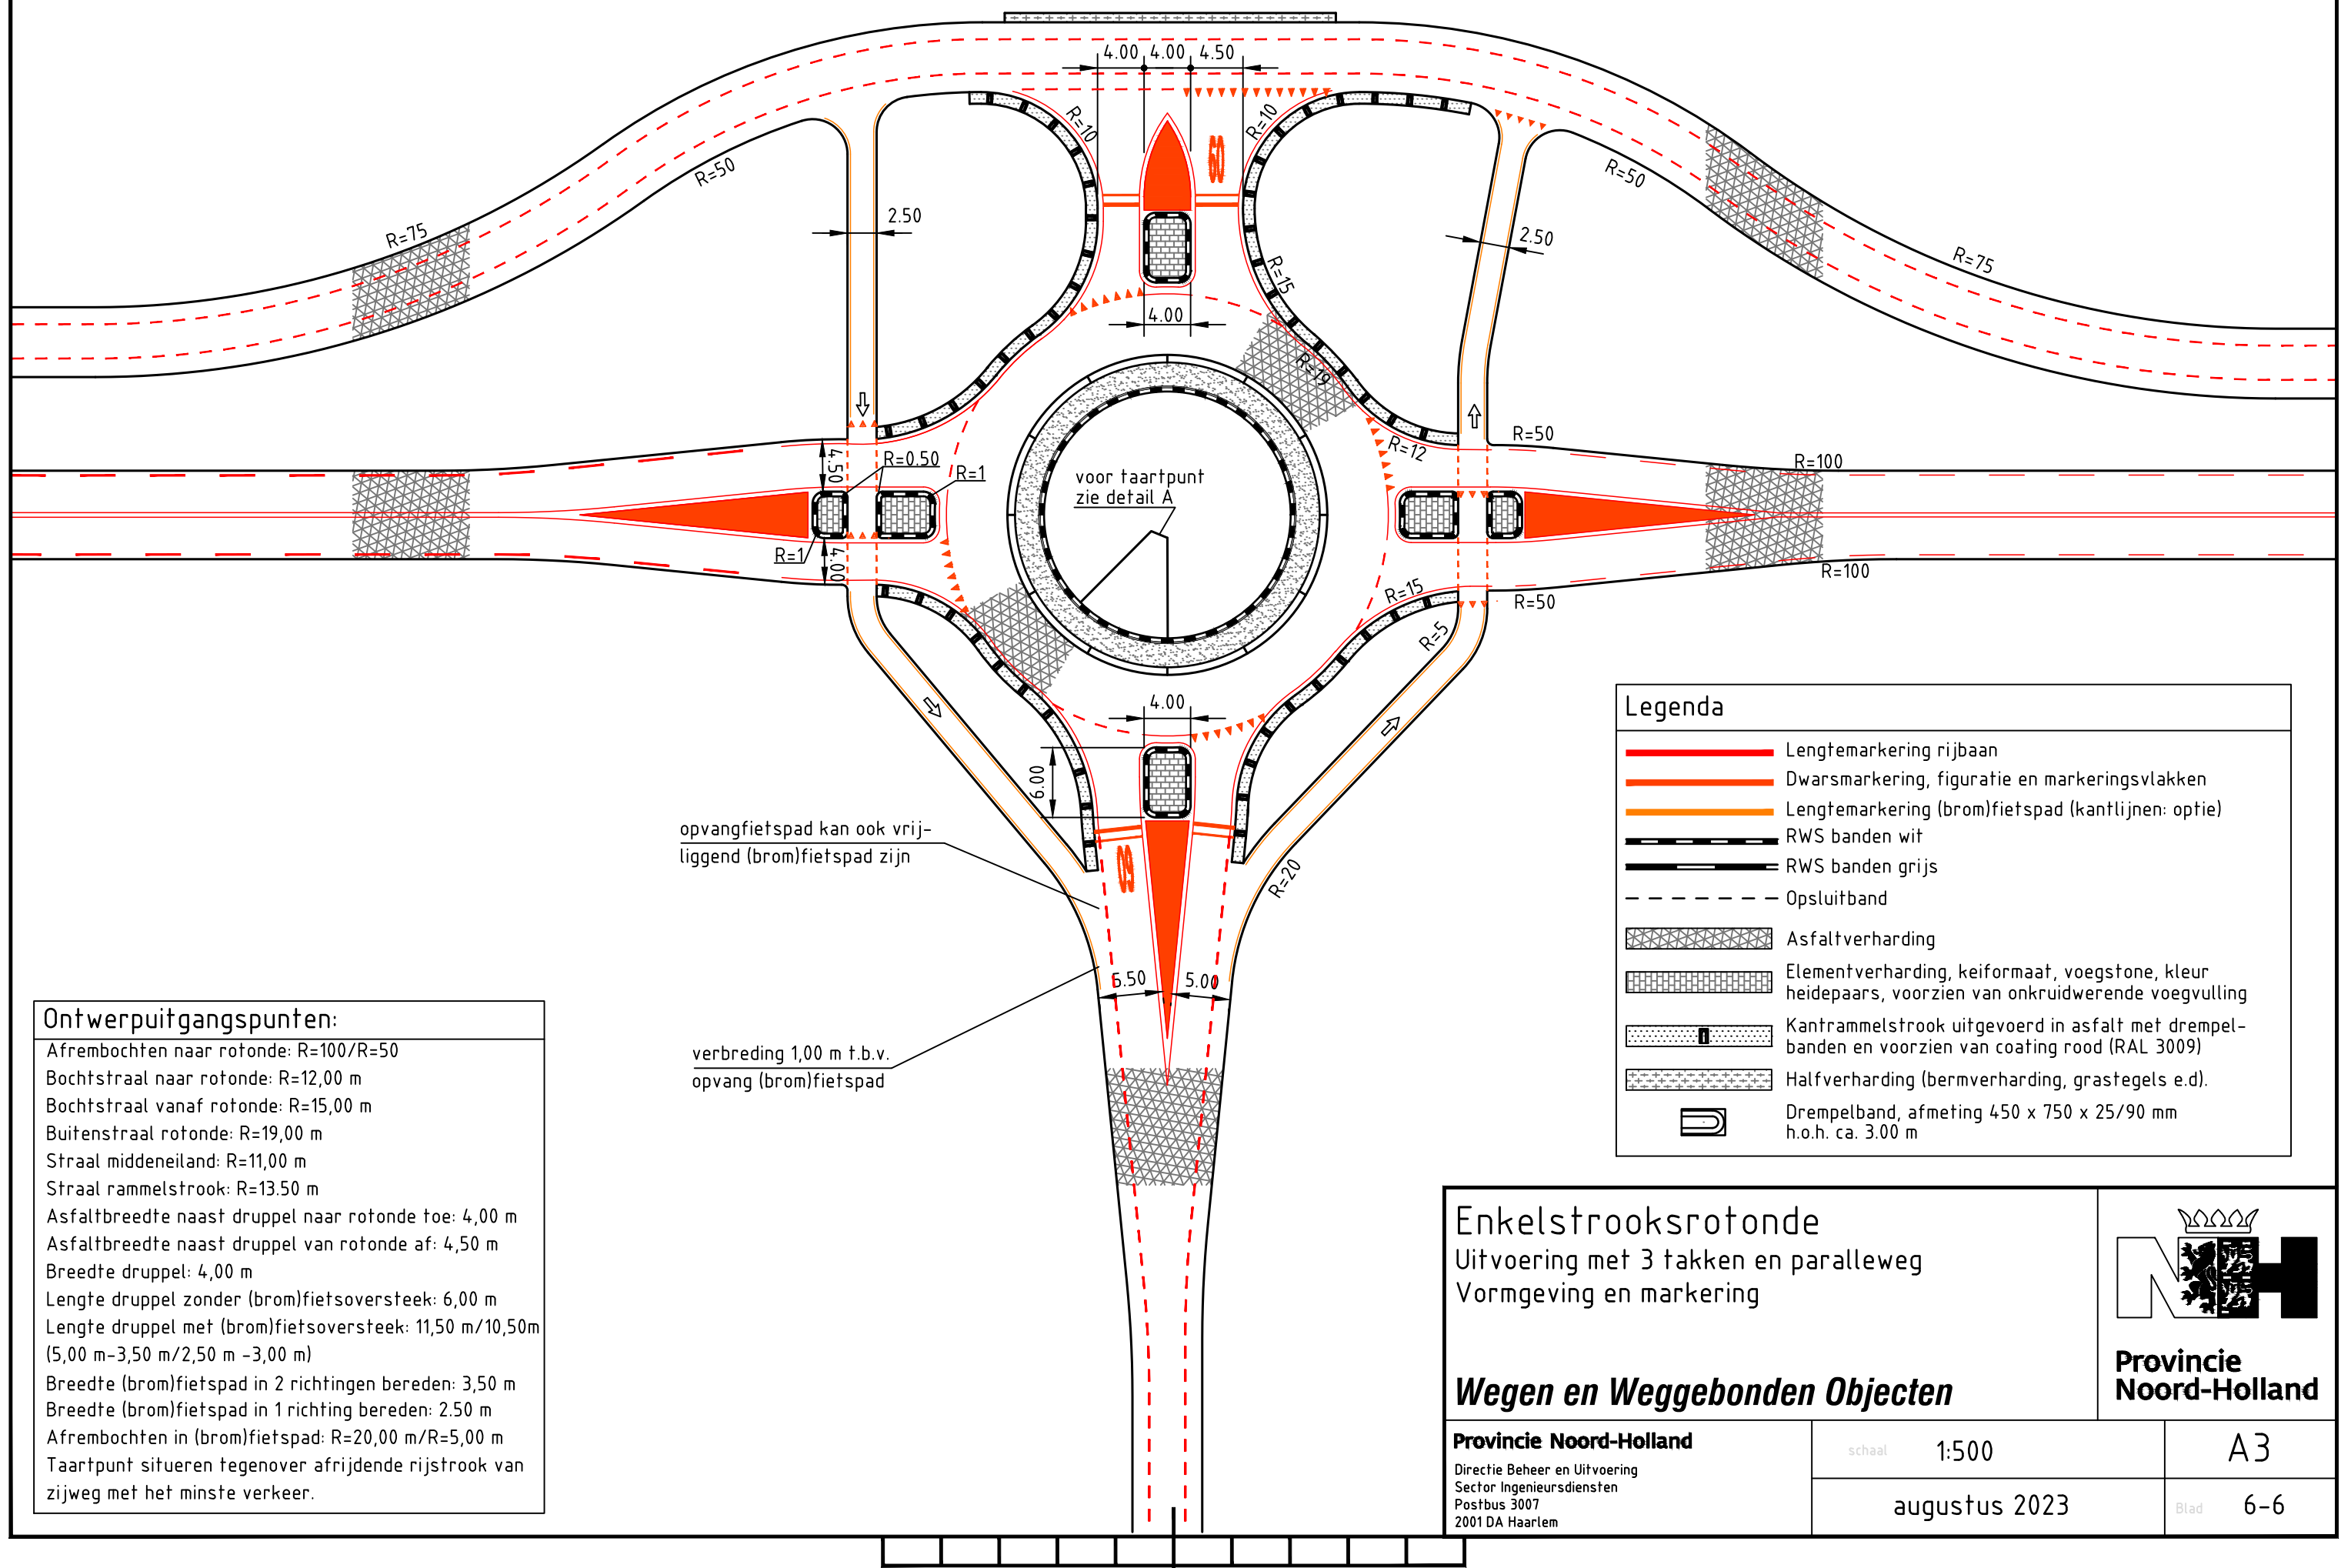 4.00 4.00 4.50
R=10
R=10
60
R=50
R=50
R=75
R=75
2.50
2.50
R=15
4.00
R=19
R=12
R=50
R=100
4.50
R=0.50
R=1
voor taartpunt
zie detail A
R=1
4.00
R=15
R=50
R=100
R=5
4.00
6.00
opvangfietspad kan ook vrij-
liggend (brom)fietspad zijn
60
R=20
5.50
5.00
verbreding 1,00 m t.b.v.
opvang (brom)fietspad
Legenda
Lengtemarkering rijbaan
Dwarsmarkering, figuratie en markeringsvlakken
Lengtemarkering (brom)fietspad (kantlijnen: optie)
RWS banden wit
RWS banden grijs
Opsluitband
Asfaltverharding
Elementverharding, keiformaat, voegstone, kleur
heidepaars, voorzien van onkruidwerende voegvulling
Kantrammelstrook uitgevoerd in asfalt met drempel-
banden en voorzien van coating rood (RAL 3009)
Halfverharding (bermverharding, grastegels e.d).
Drempelband, afmeting 450 x 750 x 25/90 mm
h.o.h. ca. 3.00 m
Ontwerpuitgangspunten:
Afrembochten naar rotonde: R=100/R=50
Bochtstraal naar rotonde: R=12,00 m
Bochtstraal vanaf rotonde: R=15,00 m
Buitenstraal rotonde: R=19,00 m
Straal middeneiland: R=11,00 m
Straal rammelstrook: R=13.50 m
Asfaltbreedte naast druppel naar rotonde toe: 4,00 m
Asfaltbreedte naast druppel van rotonde af: 4,50 m
Breedte druppel: 4,00 m
Lengte druppel zonder (brom)fietsoversteek: 6,00 m
Lengte druppel met (brom)fietsoversteek: 11,50 m/10,50m
(5,00 m-3,50 m/2,50 m -3,00 m)
Breedte (brom)fietspad in 2 richtingen bereden: 3,50 m
Breedte (brom)fietspad in 1 richting bereden: 2.50 m
Afrembochten in (brom)fietspad: R=20,00 m/R=5,00 m
Taartpunt situeren tegenover afrijdende rijstrook van
zijweg met het minste verkeer.
Enkelstrooksrotonde
Uitvoering met 3 takken en paralleweg
Vormgeving en markering
Wegen en Weggebonden Objecten
NH
Provincie
Noord-Holland
Provincie Noord-Holland
Directie Beheer en Uitvoering
Sector Ingenieursdiensten
Postbus 3007
2001 DA Haarlem
schaal 1:500
A3
augustus 2023
Blad 6-6